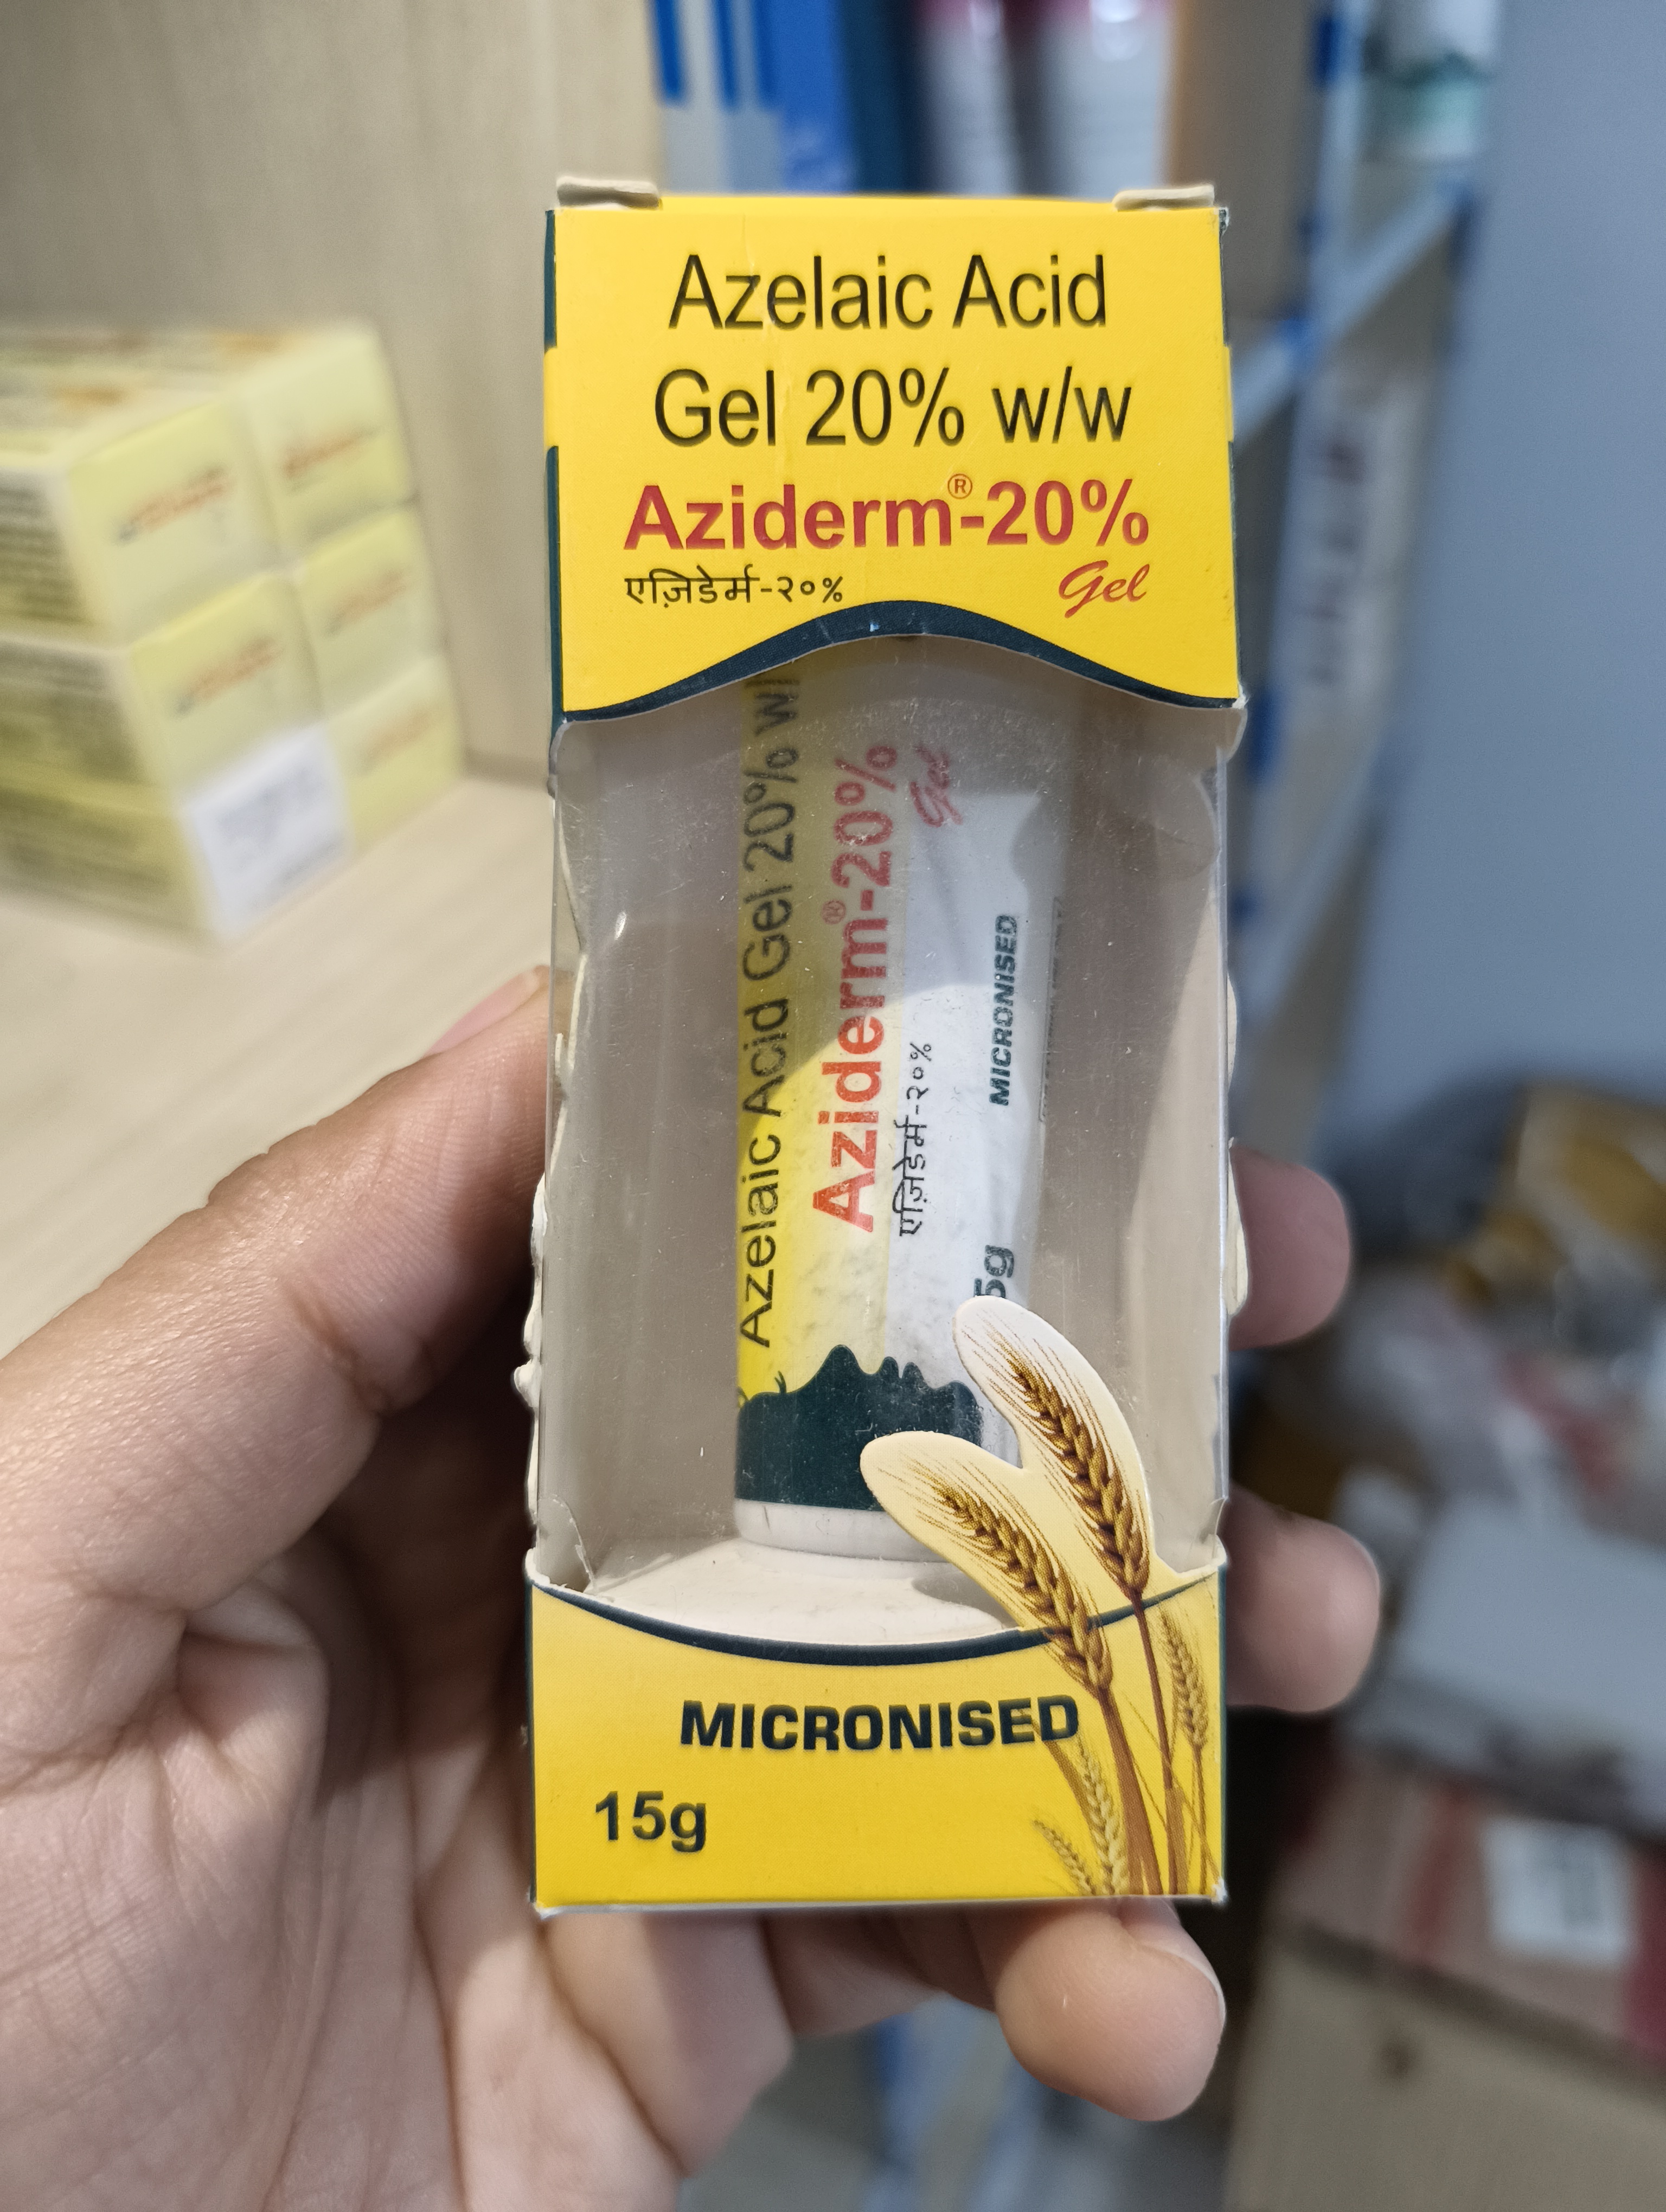 Azelaic Acid
Gel 20% w/w
Aziderm®-20%
एज़िडेर्म-२०%
Gel
Azelaic Acid Gel 20% w/
Aziderm®-20%
Gel
एज़िडेर्म-२०%
MICRONISED
5g
MICRONISED
15g